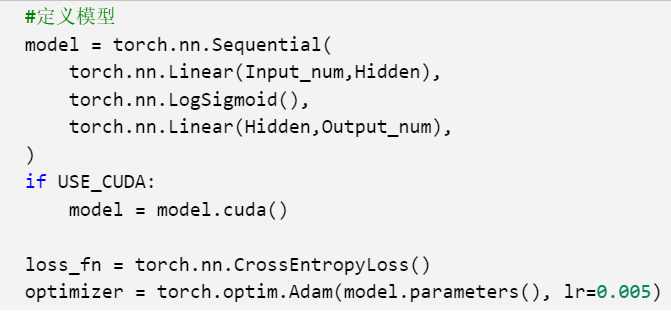 #定义模型
model = torch.nn.Sequential(
    torch.nn.Linear(Input_num,Hidden),
    torch.nn.LogSigmoid(),
    torch.nn.Linear(Hidden,Output_num),
)
if USE_CUDA:
    model = model.cuda()

loss_fn = torch.nn.CrossEntropyLoss()
optimizer = torch.optim.Adam(model.parameters(), lr=0.005)